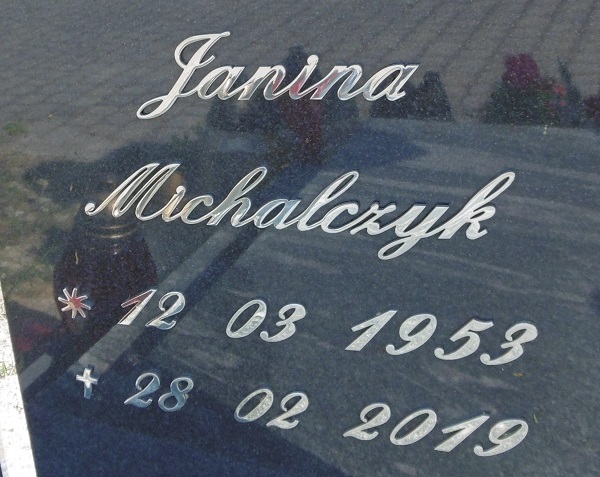 Janina
Michalczyk
* 12 03 1953
✝ 28 02 2019